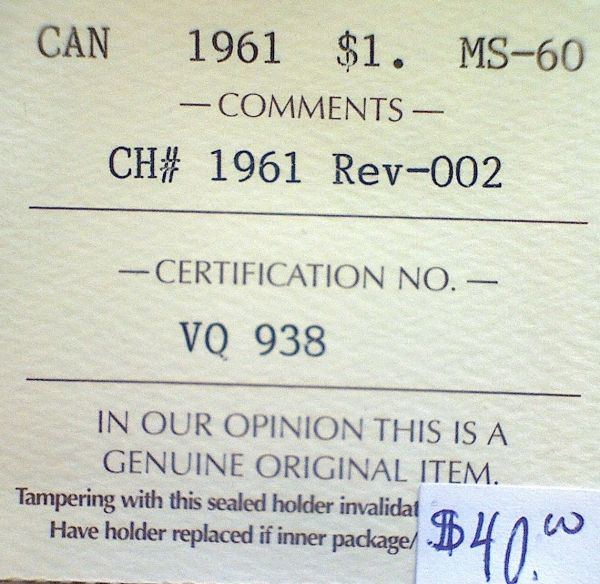 CAN 1961 $1. MS-60
— COMMENTS —
CH# 1961 Rev-002
— CERTIFICATION NO. —
VQ 938
IN OUR OPINION THIS IS A
GENUINE ORIGINAL ITEM.
Tampering with this sealed holder
Have holder replaced if inner package/
$40.00